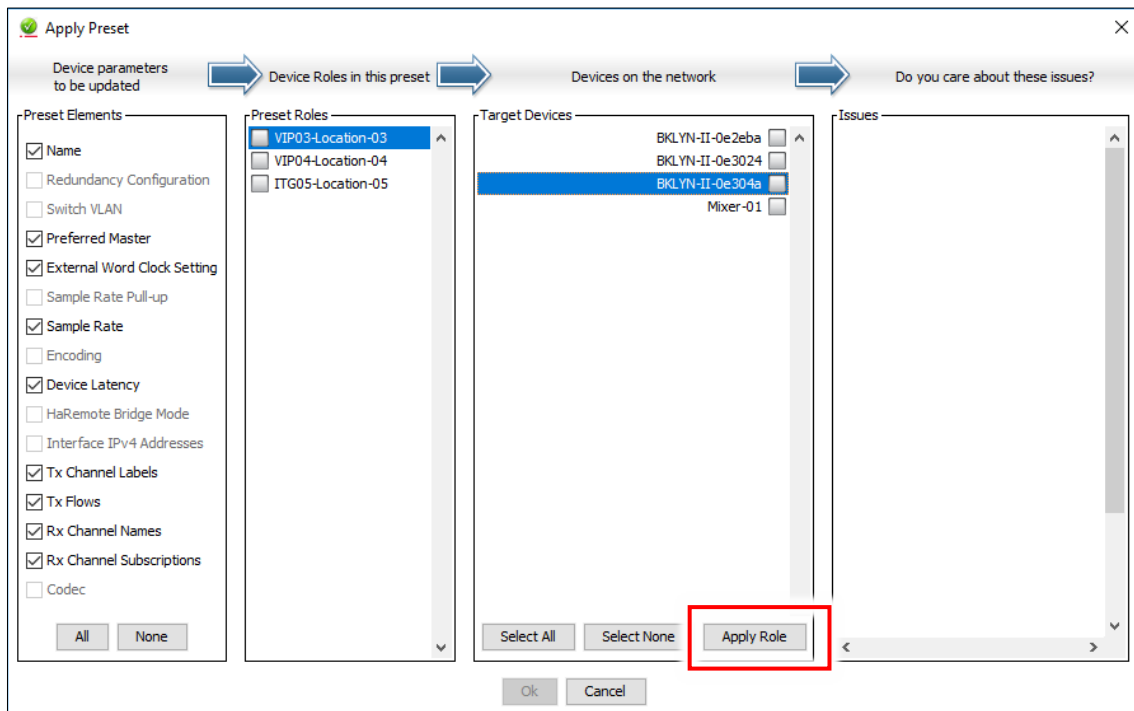 Apply Preset
Device parameters
to be updated
Device Roles in this preset
Devices on the network
Do you care about these issues?
Preset Elements
Name
Redundancy Configuration
Switch VLAN
Preferred Master
External Word Clock Setting
Sample Rate Pull-up
Sample Rate
Encoding
Device Latency
HaRemote Bridge Mode
Interface IPv4 Addresses
Tx Channel Labels
Tx Flows
Rx Channel Names
Rx Channel Subscriptions
Codec
All
None
Preset Roles
VIP03-Location-03
VIP04-Location-04
ITG05-Location-05
Target Devices
BKLYN-II-0e2eba
BKLYN-II-0e3024
BKLYN-II-0e304a
Mixer-01
Select All
Select None
Apply Role
Issues
Ok
Cancel